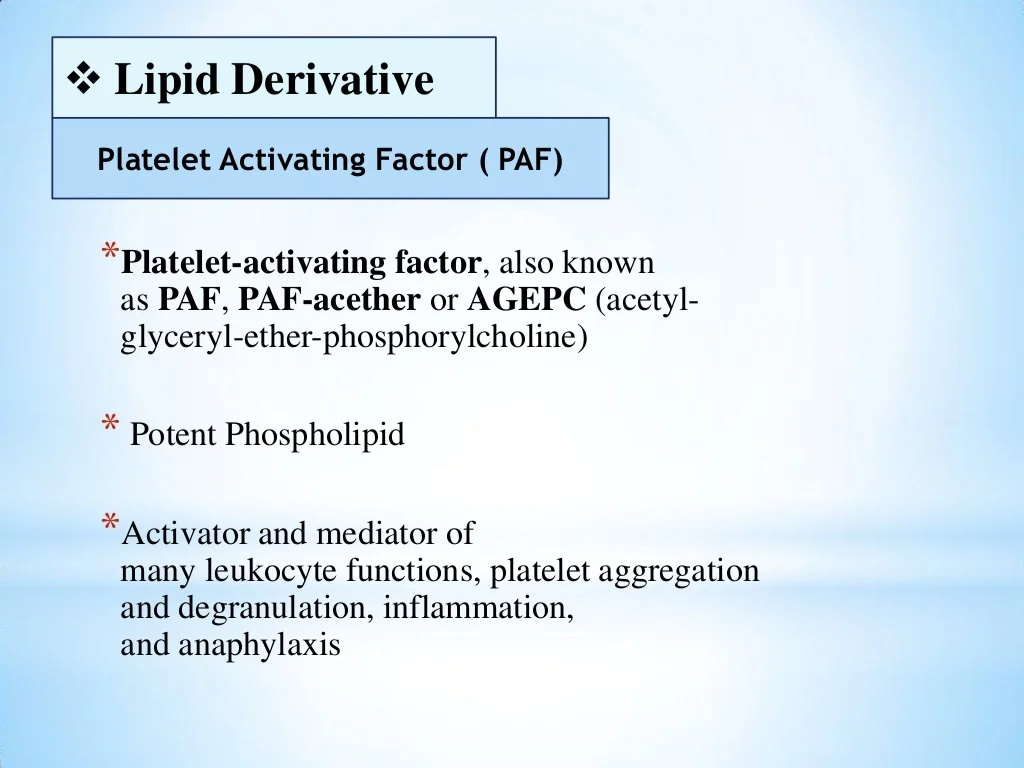 ❖ Lipid Derivative
Platelet Activating Factor ( PAF)
*Platelet-activating factor, also known
as PAF, PAF-acether or AGEPC (acetyl-
glyceryl-ether-phosphorylcholine)
* Potent Phospholipid
*Activator and mediator of
many leukocyte functions, platelet aggregation
and degranulation, inflammation,
and anaphylaxis